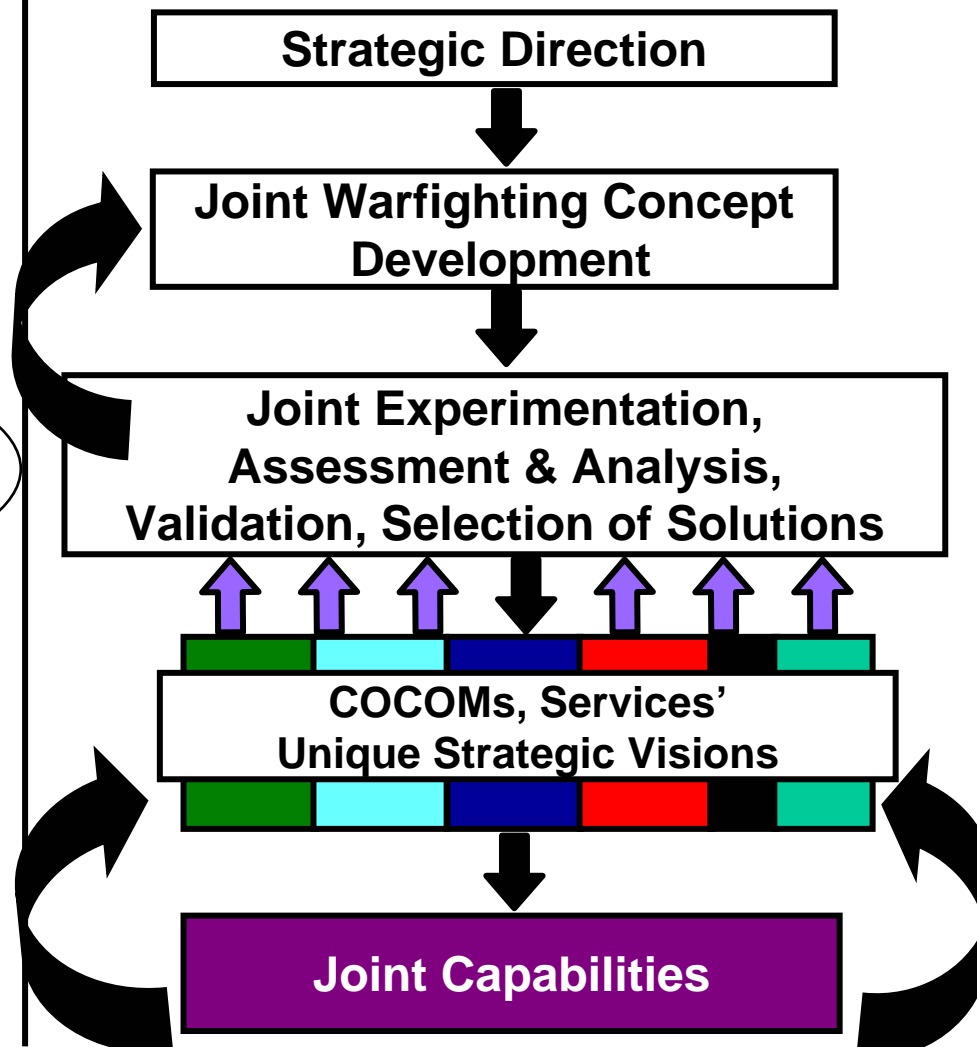 Strategic Direction
Joint Warfighting Concept
Development
Joint Experimentation,
Assessment & Analysis,
Validation, Selection of Solutions
COCOMs, Services’
Unique Strategic Visions
Joint Capabilities